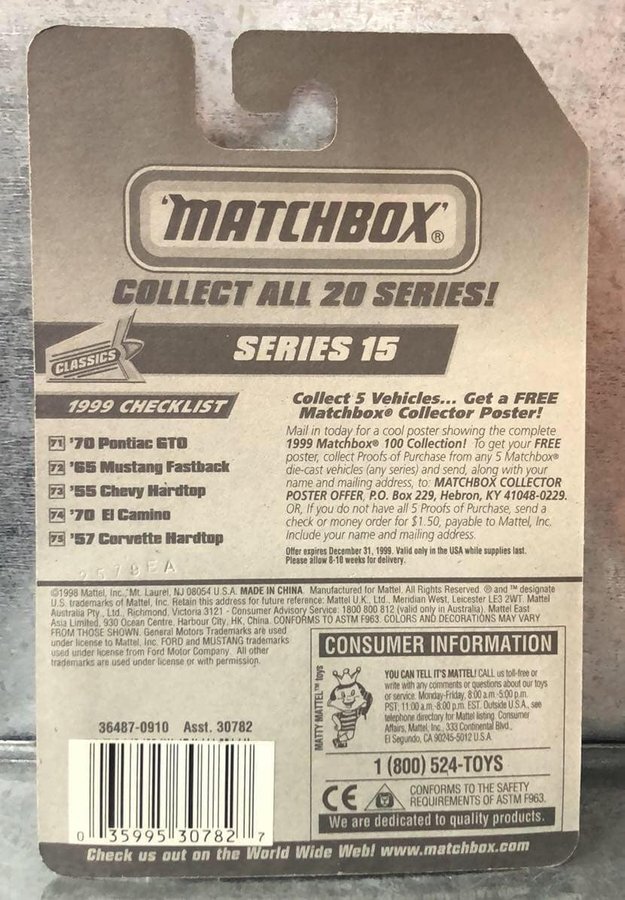 'MATCHBOX'®
COLLECT ALL 20 SERIES!
CLASSICS
SERIES 15
1999 CHECKLIST
71 '70 Pontiac GTO
72 '65 Mustang Fastback
73 '55 Chevy Hardtop
74 '70 El Camino
75 '57 Corvette Hardtop
2579EA
Collect 5 Vehicles... Get a FREE
Matchbox® Collector Poster!
Mail in today for a cool poster showing the complete
1999 Matchbox® 100 Collection! To get your FREE
poster, collect Proofs of Purchase from any 5 Matchbox®
die-cast vehicles (any series) and send, along with your
name and mailing address, to: MATCHBOX COLLECTOR
POSTER OFFER, P.O. Box 229, Hebron, KY 41048-0229.
OR, If you do not have all 5 Proofs of Purchase, send a
check or money order for $1.50, payable to Mattel, Inc.
Include your name and mailing address.
Offer expires December 31, 1999. Valid only in the USA while supplies last.
Please allow 8-10 weeks for delivery.
©1998 Mattel, Inc., Mt. Laurel, NJ 08054 U.S.A. MADE IN CHINA. Manufactured for Mattel. All Rights Reserved. ® and ™ designate
U.S. trademarks of Mattel, Inc. Retain this address for future reference: Mattel U.K., Ltd., Meridian West, Leicester LE3 2WT. Mattel
Australia Pty., Ltd., Richmond, Victoria 3121 - Consumer Advisory Service: 1800 800 812 (valid only in Australia). Mattel East
Asia Limited, 930 Ocean Centre, Harbour City, HK, China. CONFORMS TO ASTM F963. COLORS AND DECORATIONS MAY VARY
FROM THOSE SHOWN. General Motors Trademarks are used
under license to Mattel, Inc. FORD and MUSTANG trademarks
used under license from Ford Motor Company. All other
trademarks are used under license or with permission.
36487-0910 Asst. 30782
0 35995 30782 7
CONSUMER INFORMATION
MATTY MATTEL™ toys
YOU CAN TELL IT'S MATTEL! CALL us toll-free or
write with any comments or questions about our toys
or service. Monday-Friday, 8:00 a.m.-5:00 p.m.
PST; 11:00 a.m.-8:00 p.m. EST. Outside U.S.A., see
telephone directory for Mattel listing. Consumer
Affairs, Mattel, Inc., 333 Continental Blvd.,
El Segundo, CA 90245-5012 U.S.A.
1 (800) 524-TOYS
CE
CONFORMS TO THE SAFETY
REQUIREMENTS OF ASTM F963.
We are dedicated to quality products.
Check us out on the World Wide Web! www.matchbox.com